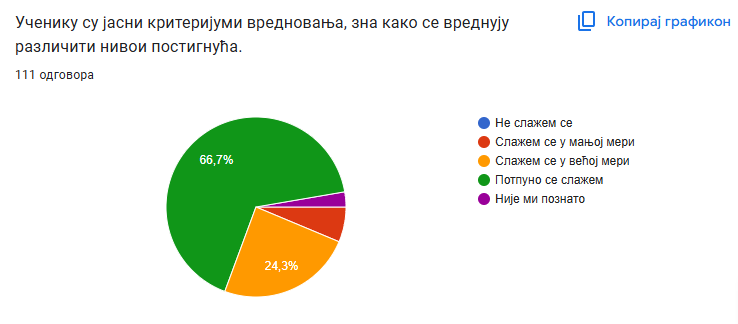 Ученику су јасни критеријуми вредновања, зна како се вреднују
различити нивои постигнућа.
Копирај графикон
111 одговора
66,7%
24,3%
Не слажем се
Слажем се у мањој мери
Слажем се у већој мери
Потпуно се слажем
Није ми познато